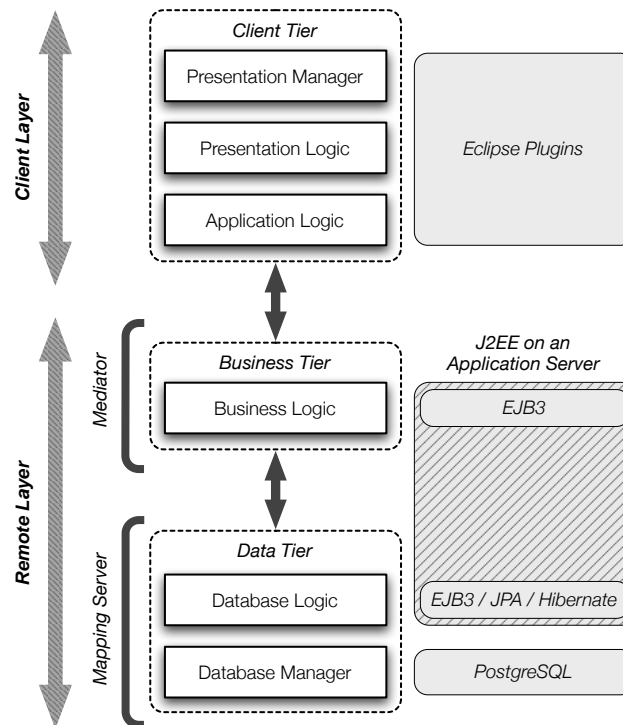 Client Tier
Presentation Manager
Presentation Logic
Application Logic
Eclipse Plugins
Client Layer
Business Tier
Business Logic
Mediator
J2EE on an
Application Server
EJB3
Remote Layer
Data Tier
Database Logic
Database Manager
Mapping Server
EJB3 / JPA / Hibernate
PostgreSQL